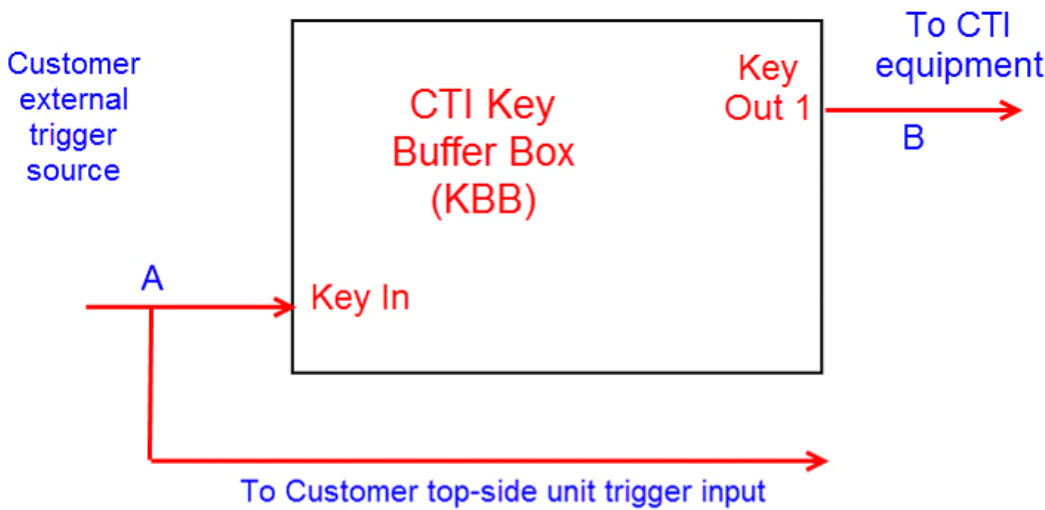 Customer
external
trigger
source
CTI Key
Buffer Box
(KBB)
Key
Out 1
To CTI
equipment
B
A
Key In
To Customer top-side unit trigger input